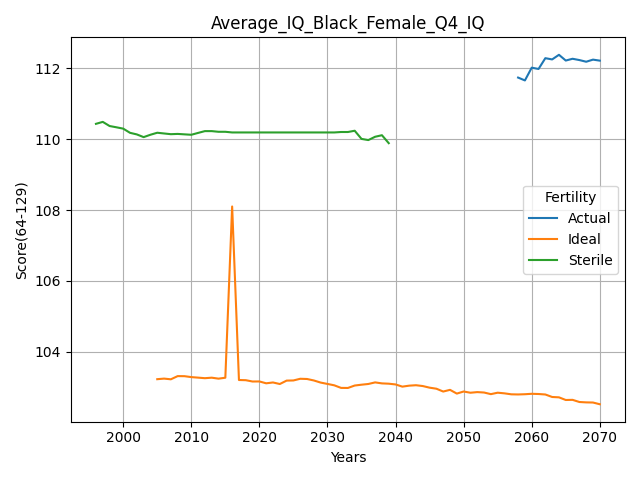 Average_IQ_Black_Female_Q4_IQ
Score(64-129)
112
110
108
106
104
Fertility
Actual
Ideal
Sterile
2000 2010 2020 2030 2040 2050 2060 2070
Years